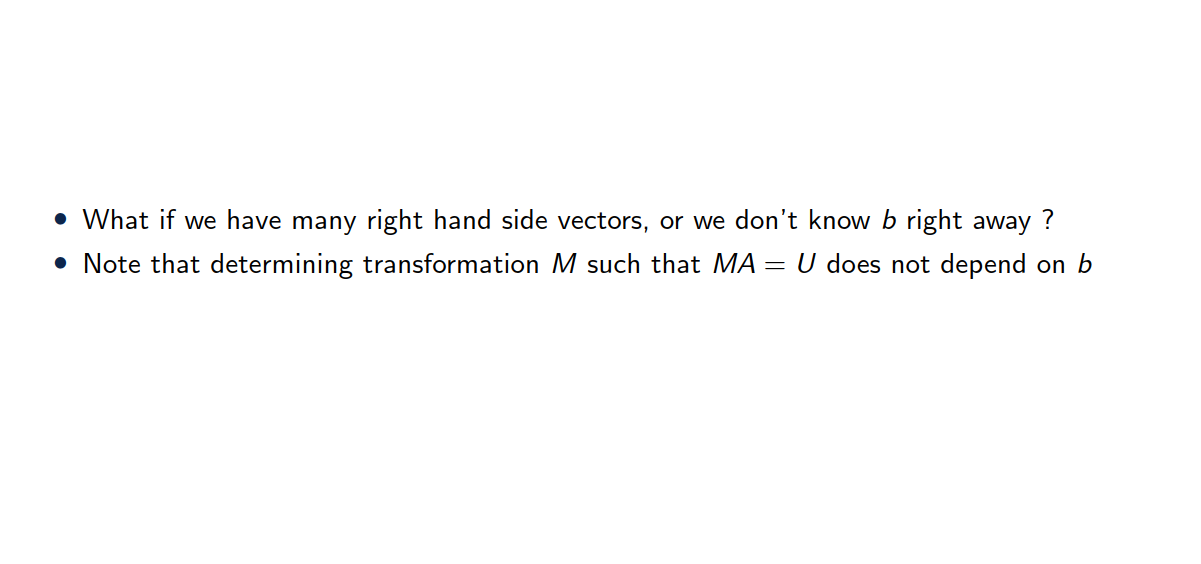 • What if we have many right hand side vectors, or we don't know b right away ?
• Note that determining transformation M such that MA = U does not depend on b